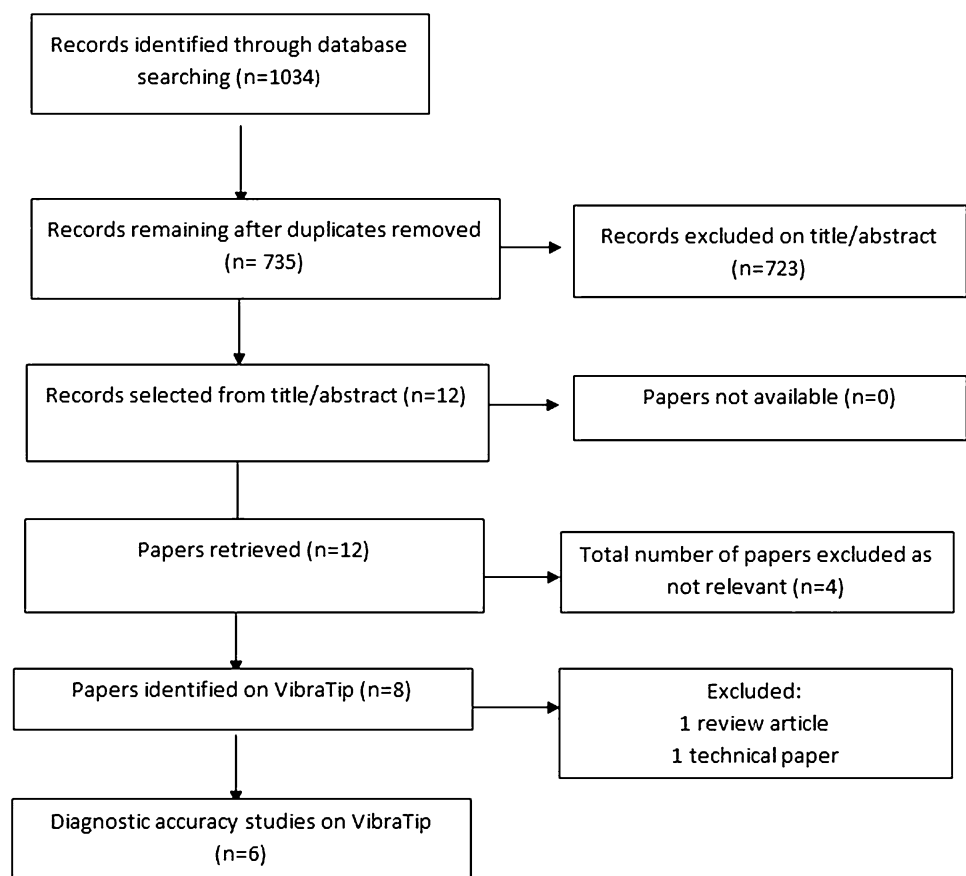 Records identified through database
searching (n=1034)
Records remaining after duplicates removed
(n= 735)
Records excluded on title/abstract
(n=723)
Records selected from title/abstract (n=12)
Papers not available (n=0)
Papers retrieved (n=12)
Total number of papers excluded as
not relevant (n=4)
Papers identified on VibraTip (n=8)
Excluded:
1 review article
1 technical paper
Diagnostic accuracy studies on VibraTip
(n=6)